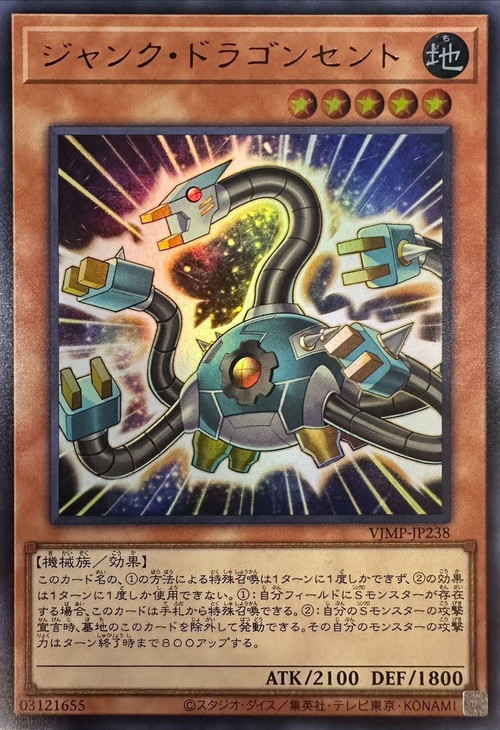 ジャンク・ドラゴンセント
地
VJMP-JP238
【機械族/効果】
このカード名の、①の方法による特殊召喚は1ターンに1度しかできず、②の効果
は1ターンに1度しか使用できない。①:自分フィールドにSモンスターが存在
する場合、このカードは手札から特殊召喚できる。②:自分のSモンスターの攻撃
宣言時、墓地のこのカードを除外して発動できる。その自分のモンスターの攻撃
力はターン終了時まで800アップする。
ATK/2100 DEF/1800
03121655
©スタジオ・ダイス/集英社・テレビ東京・KONAMI